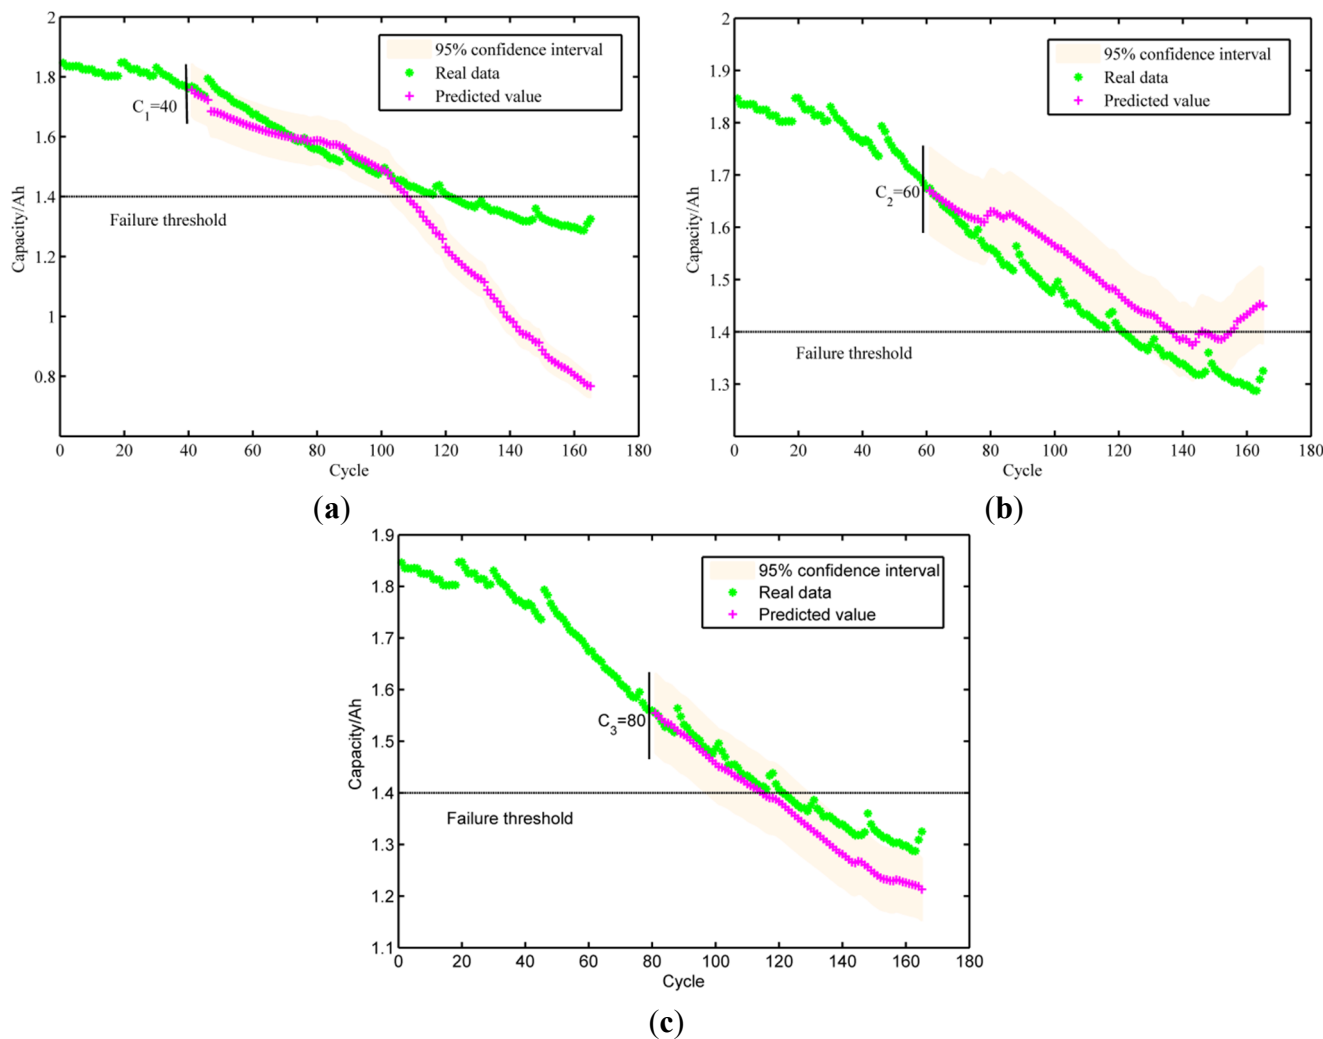 2
1.8
1.6
1.4
1.2
1
0.8
Capacity/Ah
95% confidence interval
Real data
Predicted value
C1=40
Failure threshold
0 20 40 60 80 100 120 140 160 180
Cycle
(a)
2
1.9
1.8
1.7
1.6
1.5
1.4
1.3
Capacity/Ah
95% confidence interval
Real data
Predicted value
C2=60
Failure threshold
0 20 40 60 80 100 120 140 160 180
Cycle
(b)
1.9
1.8
1.7
1.6
1.5
1.4
1.3
1.2
1.1
Capacity/Ah
95% confidence interval
Real data
Predicted value
C3=80
Failure threshold
0 20 40 60 80 100 120 140 160 180
Cycle
(c)